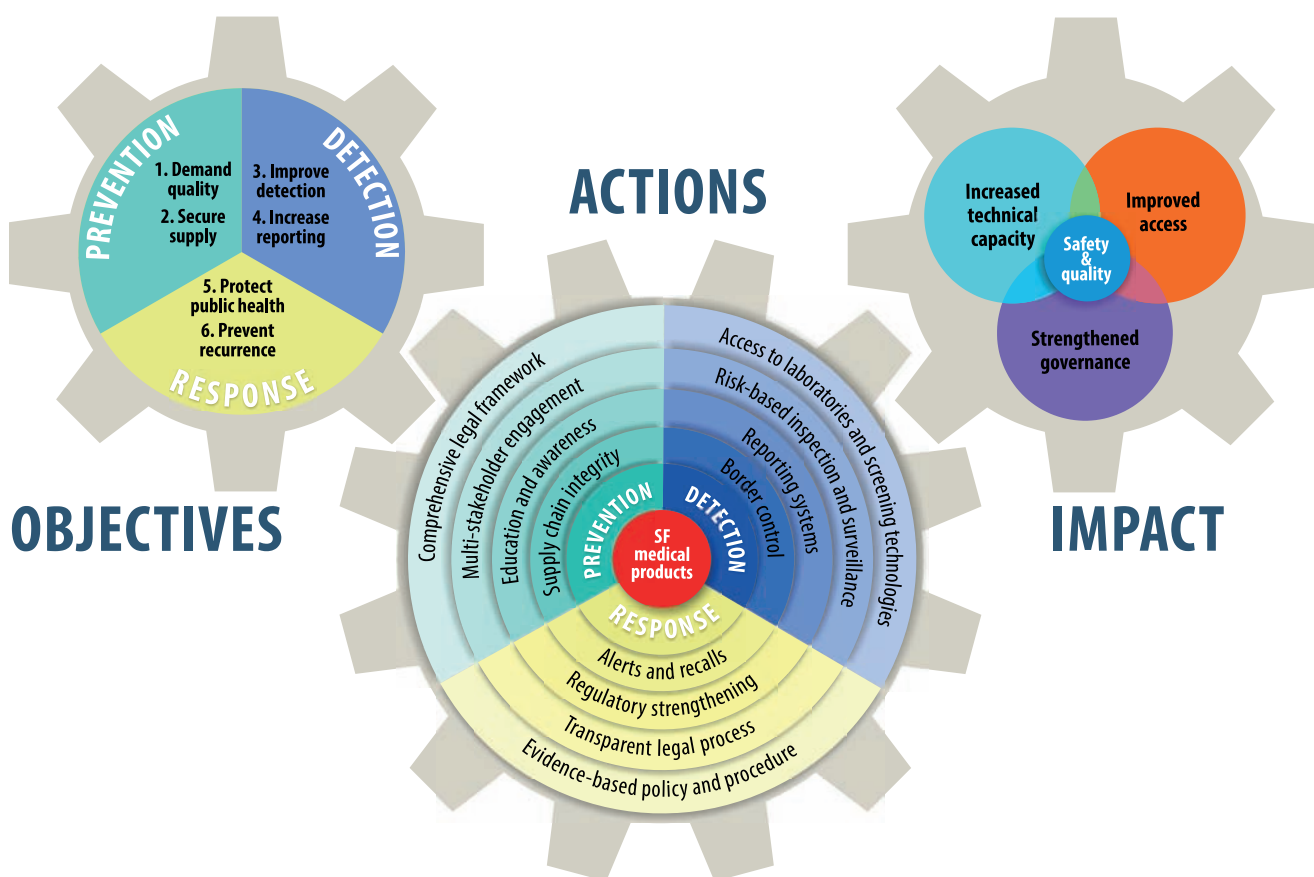 PREVENTION
1. Demand
quality
2. Secure
supply
DETECTION
3. Improve
detection
4. Increase
reporting
5. Protect
public health
6. Prevent
recurrence
RESPONSE
OBJECTIVES
ACTIONS
Comprehensive legal framework
Multi-stakeholder engagement
Education and awareness
Supply chain integrity
PREVENTION
Access to laboratories and screening technologies
Risk-based inspection and surveillance
Reporting systems
Border control
DETECTION
SF
medical
products
RESPONSE
Alerts and recalls
Regulatory strengthening
Transparent legal process
Evidence-based policy and procedure
Increased
technical
capacity
Improved
access
Safety
&
quality
Strengthened
governance
IMPACT